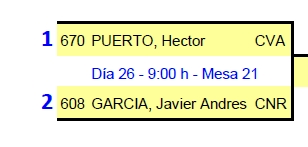 1 670 PUERTO, Hector CVA
Día 26 - 9:00 h - Mesa 21
2 608 GARCIA, Javier Andres CNR